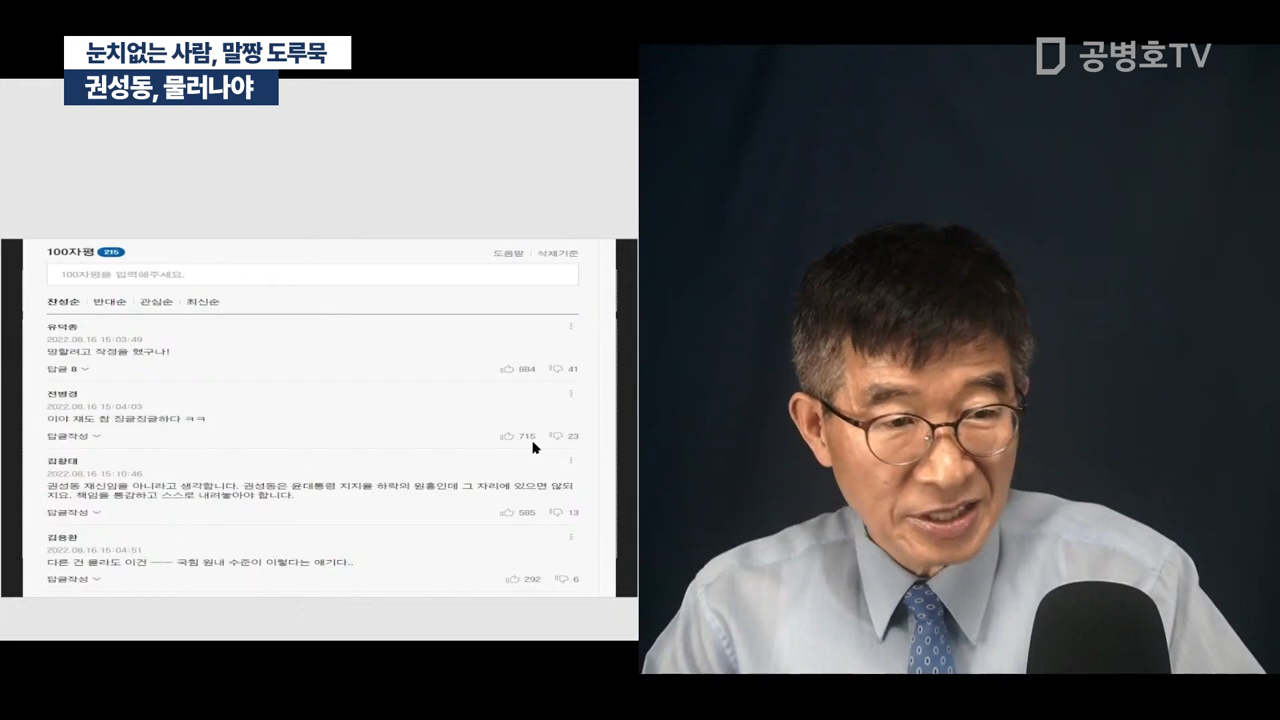 눈치없는 사람, 말짱 도루묵
권성동, 물러나야
공병호TV
100자평 215
도움말 | 삭제기준
100자평을 입력해주세요.
찬성순 | 반대순 | 관심순 | 최신순
유덕종
2022.08.16 15:03:49
망할려고 작정을 했구나!
답글 8
884 41
전병경
2022.08.16 15:04:03
이야 쟤도 참 징글징글하다 ㅋㅋ
답글작성
715 23
김항태
2022.08.16 15:10:46
권성동 재신임을 아니라고 생각합니다. 권성동은 윤대통령 지지율 하락의 원흉인데 그 자리에 있으면 않되
지요. 책임을 통감하고 스스로 내려놓아야 합니다.
답글작성
585 13
김용환
2022.08.16 15:04:51
다른 건 몰라도 이건 —— 국힘 원내 수준이 이렇다는 얘기다..
답글작성
292 6